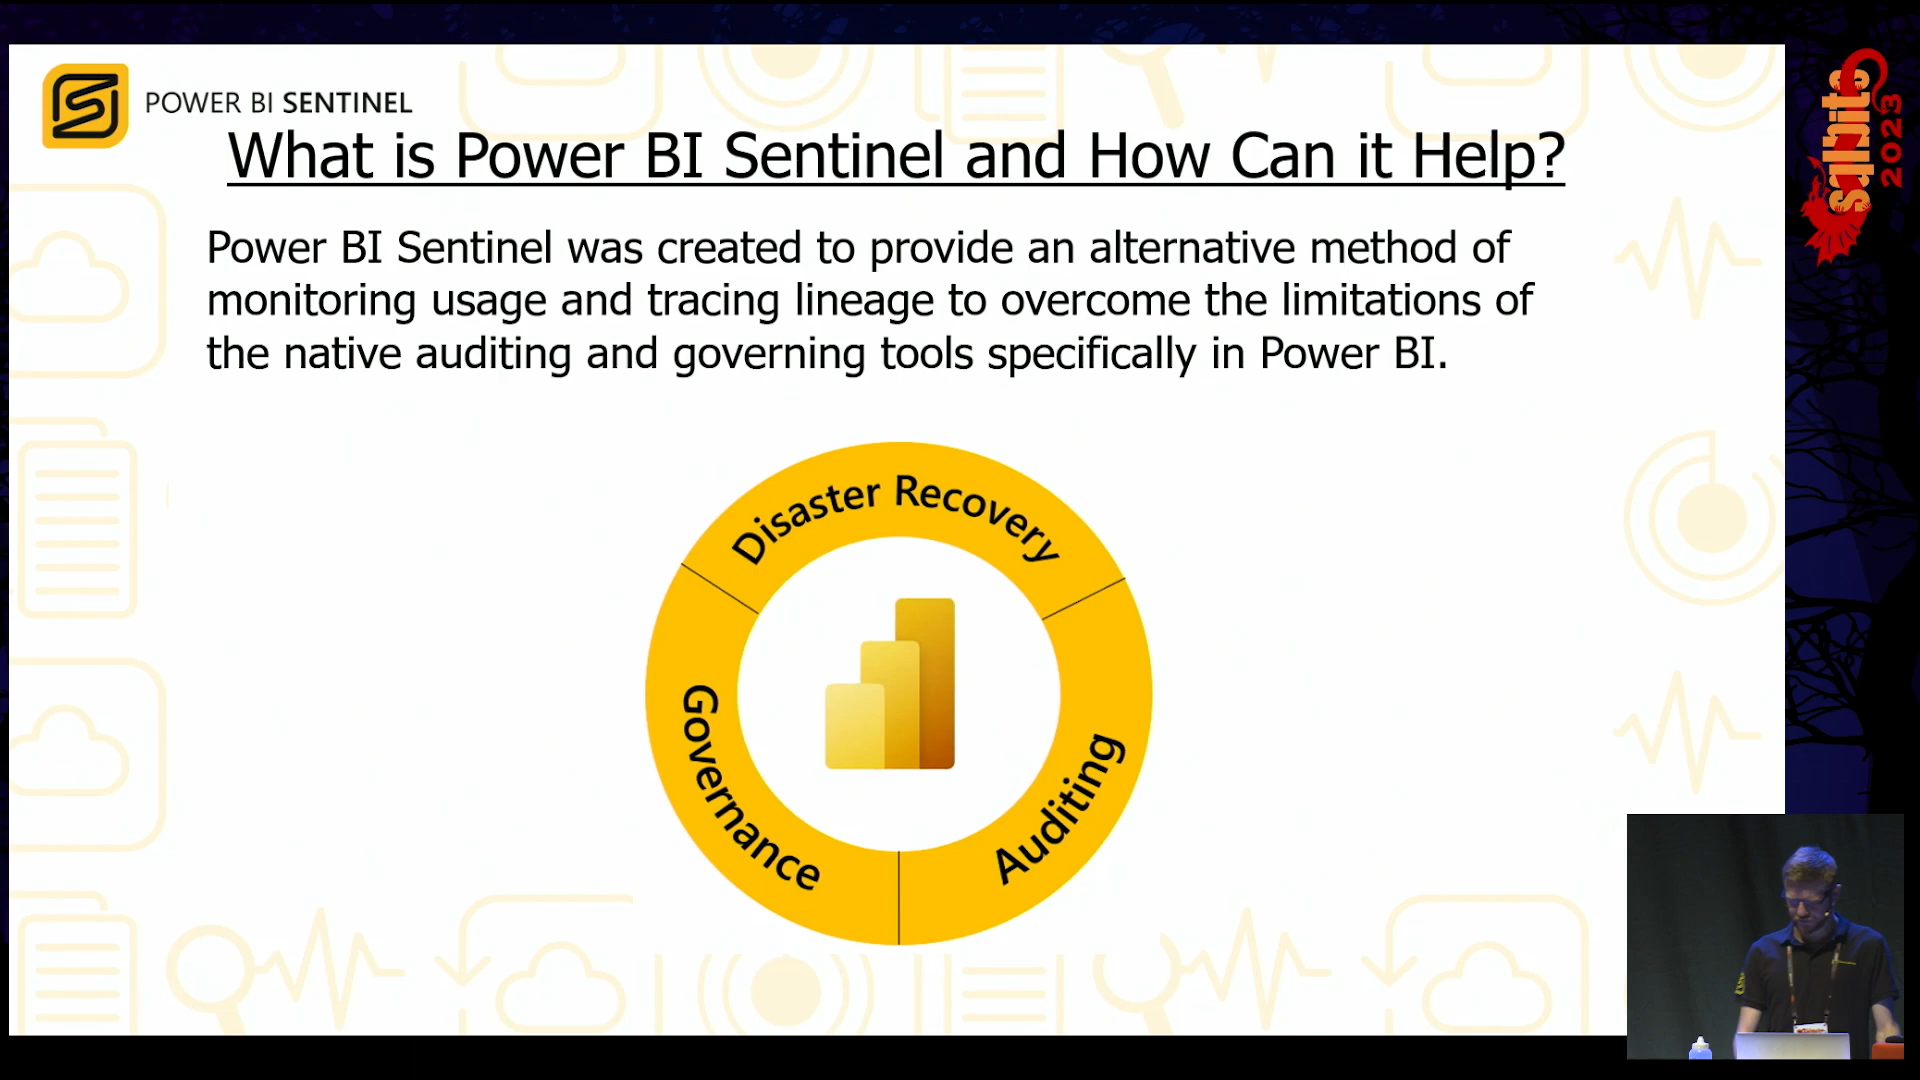 POWER BI SENTINEL
What is Power BI Sentinel and How Can it Help?
Power BI Sentinel was created to provide an alternative method of
monitoring usage and tracing lineage to overcome the limitations of
the native auditing and governing tools specifically in Power BI.
Disaster Recovery
Governance
Auditing
sqlbits
2023